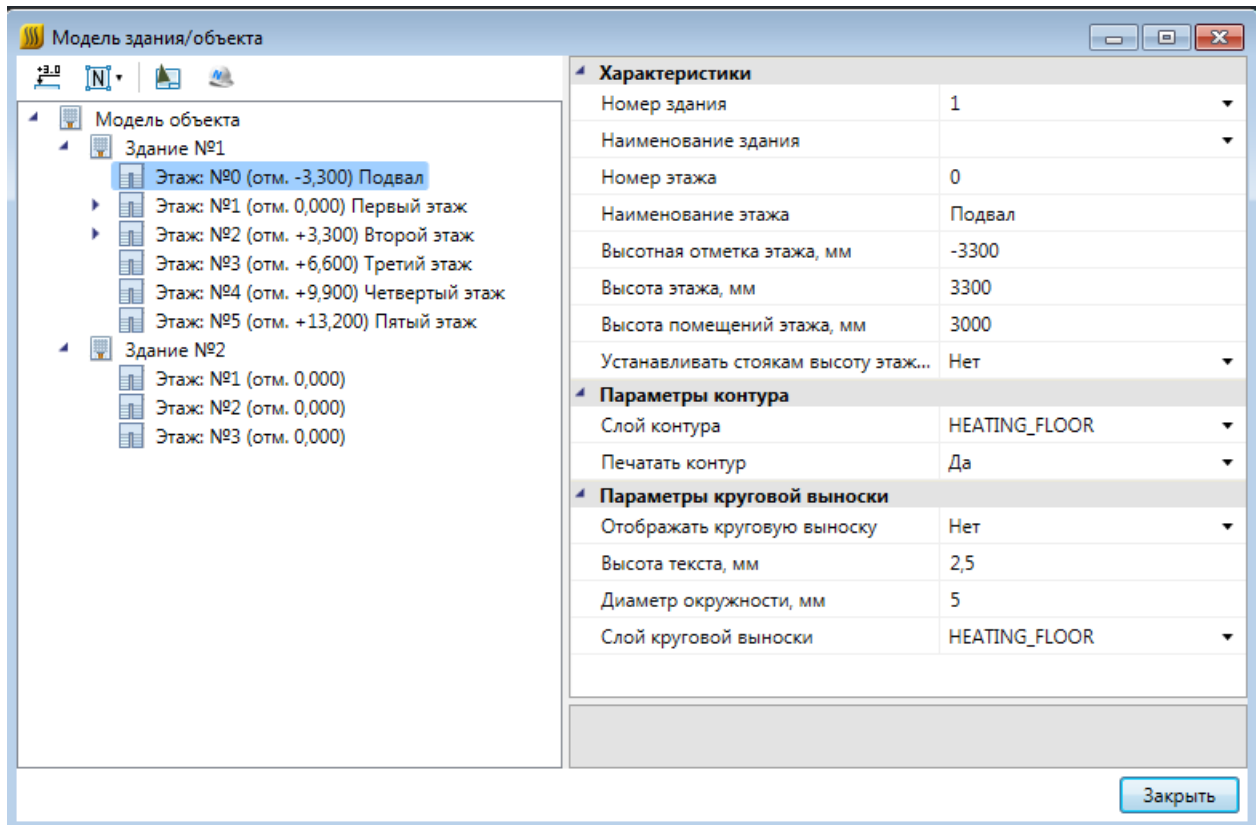 Модель здания/объекта
+3.0
N
Модель объекта
Здание №1
Этаж: №0 (отм. -3,300) Подвал
Этаж: №1 (отм. 0,000) Первый этаж
Этаж: №2 (отм. +3,300) Второй этаж
Этаж: №3 (отм. +6,600) Третий этаж
Этаж: №4 (отм. +9,900) Четвертый этаж
Этаж: №5 (отм. +13,200) Пятый этаж
Здание №2
Этаж: №1 (отм. 0,000)
Этаж: №2 (отм. 0,000)
Этаж: №3 (отм. 0,000)
Характеристики
Номер здания 1
Наименование здания
Номер этажа 0
Наименование этажа Подвал
Высотная отметка этажа, мм -3300
Высота этажа, мм 3300
Высота помещений этажа, мм 3000
Устанавливать стоякам высоту этаж... Нет
Параметры контура
Слой контура HEATING_FLOOR
Печатать контур Да
Параметры круговой выноски
Отображать круговую выноску Нет
Высота текста, мм 2,5
Диаметр окружности, мм 5
Слой круговой выноски HEATING_FLOOR
Закрыть